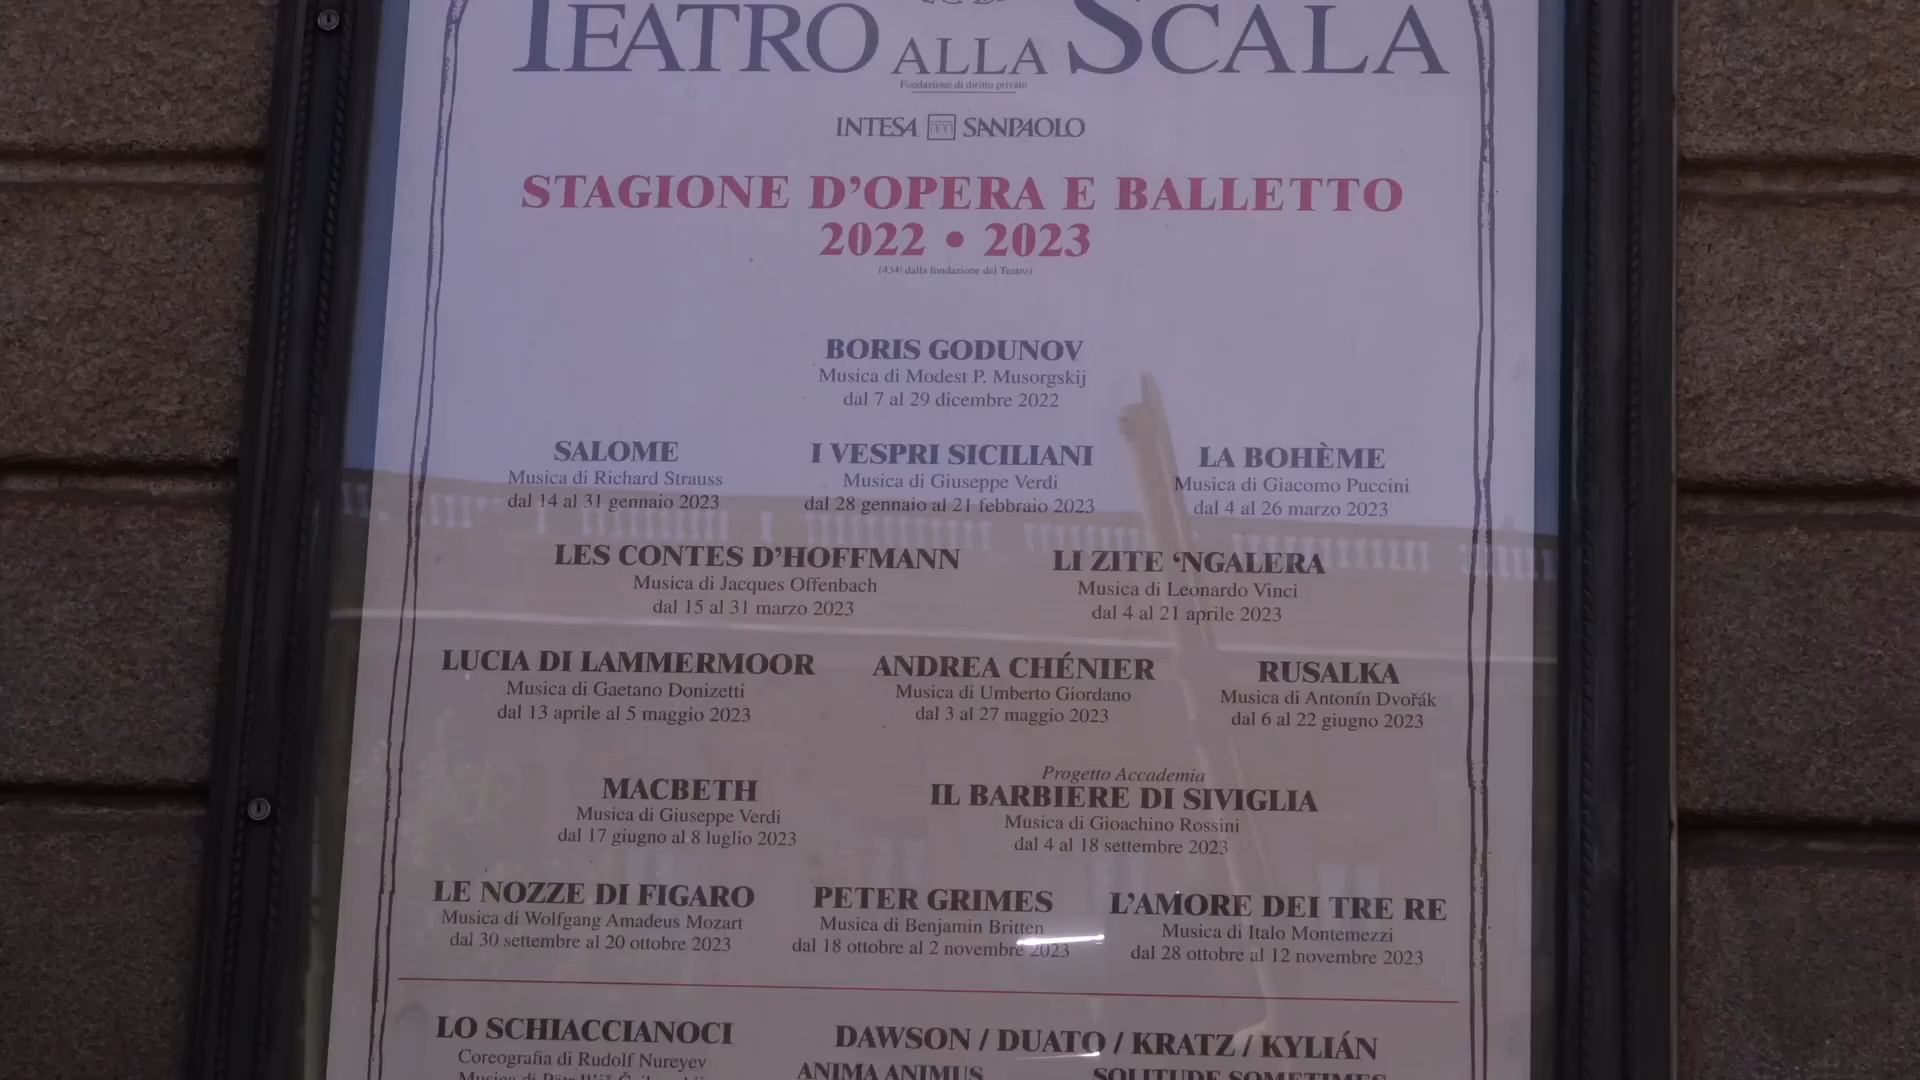 TEATRO ALLA SCALA
Fondazione di diritto privato
INTESA SANPAOLO
STAGIONE D'OPERA E BALLETTO
2022 • 2023
(434ª dalla fondazione del Teatro)
BORIS GODUNOV
Musica di Modest P. Musorgskij
dal 7 al 29 dicembre 2022
SALOME
Musica di Richard Strauss
dal 14 al 31 gennaio 2023
I VESPRI SICILIANI
Musica di Giuseppe Verdi
dal 28 gennaio al 21 febbraio 2023
LA BOHÈME
Musica di Giacomo Puccini
dal 4 al 26 marzo 2023
LES CONTES D'HOFFMANN
Musica di Jacques Offenbach
dal 15 al 31 marzo 2023
LI ZITE 'NGALERA
Musica di Leonardo Vinci
dal 4 al 21 aprile 2023
LUCIA DI LAMMERMOOR
Musica di Gaetano Donizetti
dal 13 aprile al 5 maggio 2023
ANDREA CHÉNIER
Musica di Umberto Giordano
dal 3 al 27 maggio 2023
RUSALKA
Musica di Antonín Dvořák
dal 6 al 22 giugno 2023
MACBETH
Musica di Giuseppe Verdi
dal 17 giugno al 8 luglio 2023
Progetto Accademia
IL BARBIERE DI SIVIGLIA
Musica di Gioachino Rossini
dal 4 al 18 settembre 2023
LE NOZZE DI FIGARO
Musica di Wolfgang Amadeus Mozart
dal 30 settembre al 20 ottobre 2023
PETER GRIMES
Musica di Benjamin Britten
dal 18 ottobre al 2 novembre 2023
L'AMORE DEI TRE RE
Musica di Italo Montemezzi
dal 28 ottobre al 12 novembre 2023
LO SCHIACCIANOCI
Coreografia di Rudolf Nureyev
Musica di
DAWSON / DUATO / KRATZ / KYLIÁN
ANIMA ANIMUS
SOLITUDE SOMETIMES